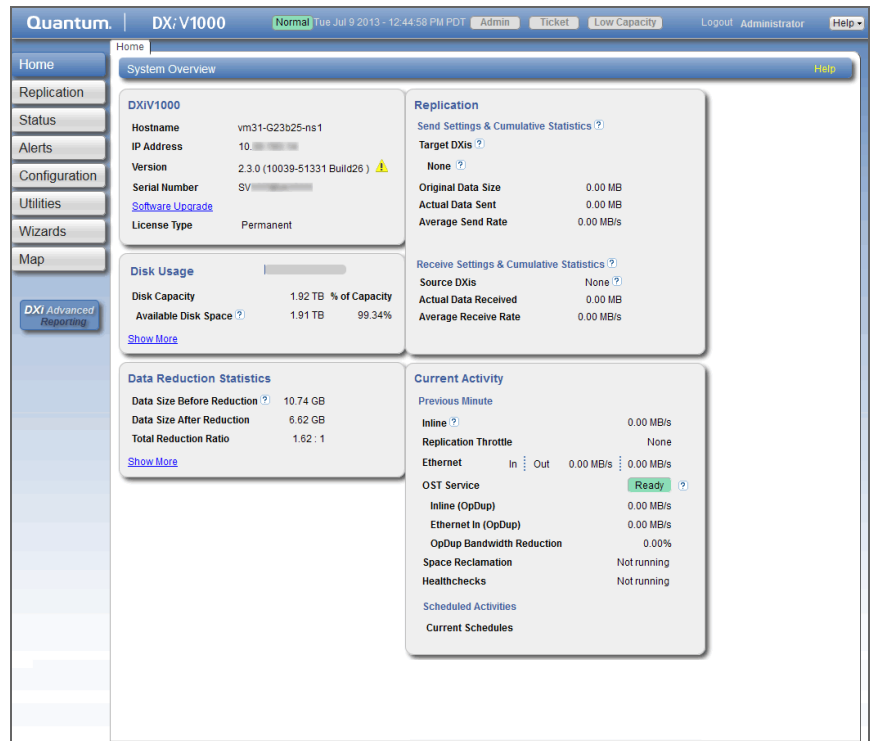 Quantum. DXi V1000 Normal Tue Jul 9 2013 - 12:44:58 PM PDT Admin Ticket Low Capacity Logout Administrator Help
Home
Home
Replication
Status
Alerts
Configuration
Utilities
Wizards
Map
DXi Advanced
Reporting
System Overview Help
DXiV1000
Hostname vm31-G23b25-ns1
IP Address 10.
Version 2.3.0 (10039-51331 Build26 )
Serial Number SV
Software Upgrade
License Type Permanent
Disk Usage
Disk Capacity 1.92 TB % of Capacity
Available Disk Space ? 1.91 TB 99.34%
Show More
Data Reduction Statistics
Data Size Before Reduction ? 10.74 GB
Data Size After Reduction 6.62 GB
Total Reduction Ratio 1.62 : 1
Show More
Replication
Send Settings & Cumulative Statistics ?
Target DXis ?
None ?
Original Data Size 0.00 MB
Actual Data Sent 0.00 MB
Average Send Rate 0.00 MB/s
Receive Settings & Cumulative Statistics ?
Source DXis None ?
Actual Data Received 0.00 MB
Average Receive Rate 0.00 MB/s
Current Activity
Previous Minute
Inline ? 0.00 MB/s
Replication Throttle None
Ethernet In Out 0.00 MB/s 0.00 MB/s
OST Service Ready ?
Inline (OpDup) 0.00 MB/s
Ethernet In (OpDup) 0.00 MB/s
OpDup Bandwidth Reduction 0.00%
Space Reclamation Not running
Healthchecks Not running
Scheduled Activities
Current Schedules